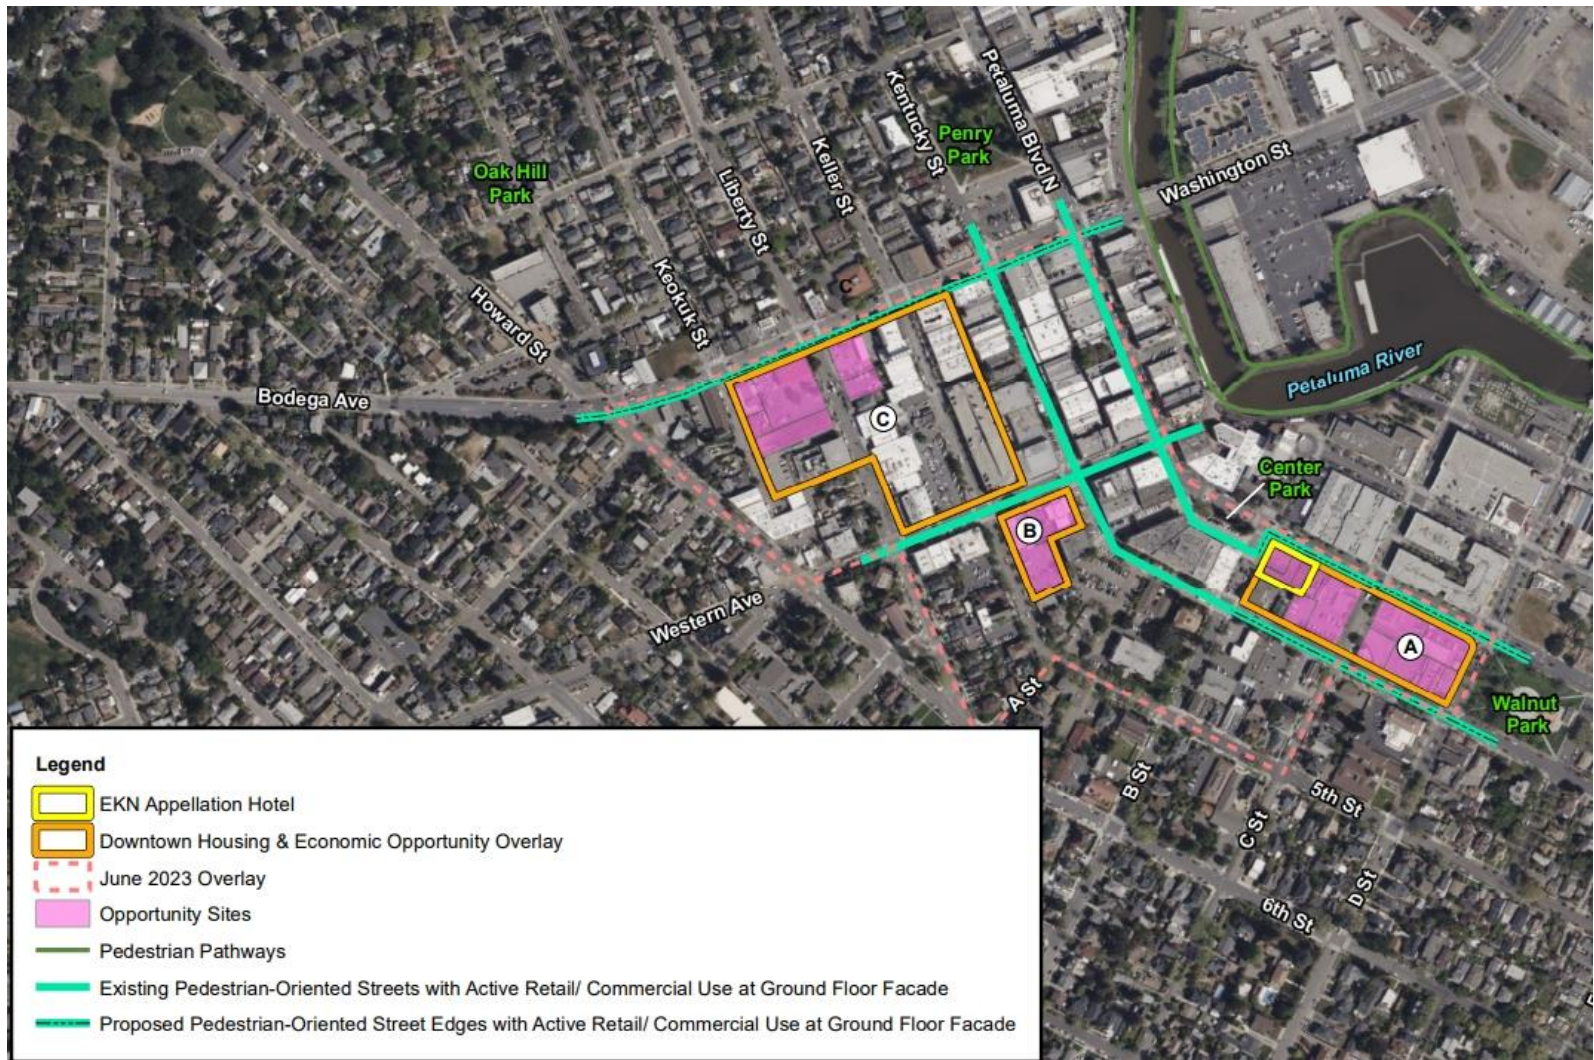 Petaluma Blvd N
Kentucky St
Penry
Park
Keller St
Washington St
Oak Hill
Park
Liberty St
Keokuk St
C
Howard St
Petaluma River
Bodega Ave
C
Center
Park
B
Western Ave
A
A St
Walnut
Park
B St
5th St
C St
D St
6th St
Legend
EKN Appellation Hotel
Downtown Housing & Economic Opportunity Overlay
June 2023 Overlay
Opportunity Sites
Pedestrian Pathways
Existing Pedestrian-Oriented Streets with Active Retail/ Commercial Use at Ground Floor Facade
Proposed Pedestrian-Oriented Street Edges with Active Retail/ Commercial Use at Ground Floor Facade